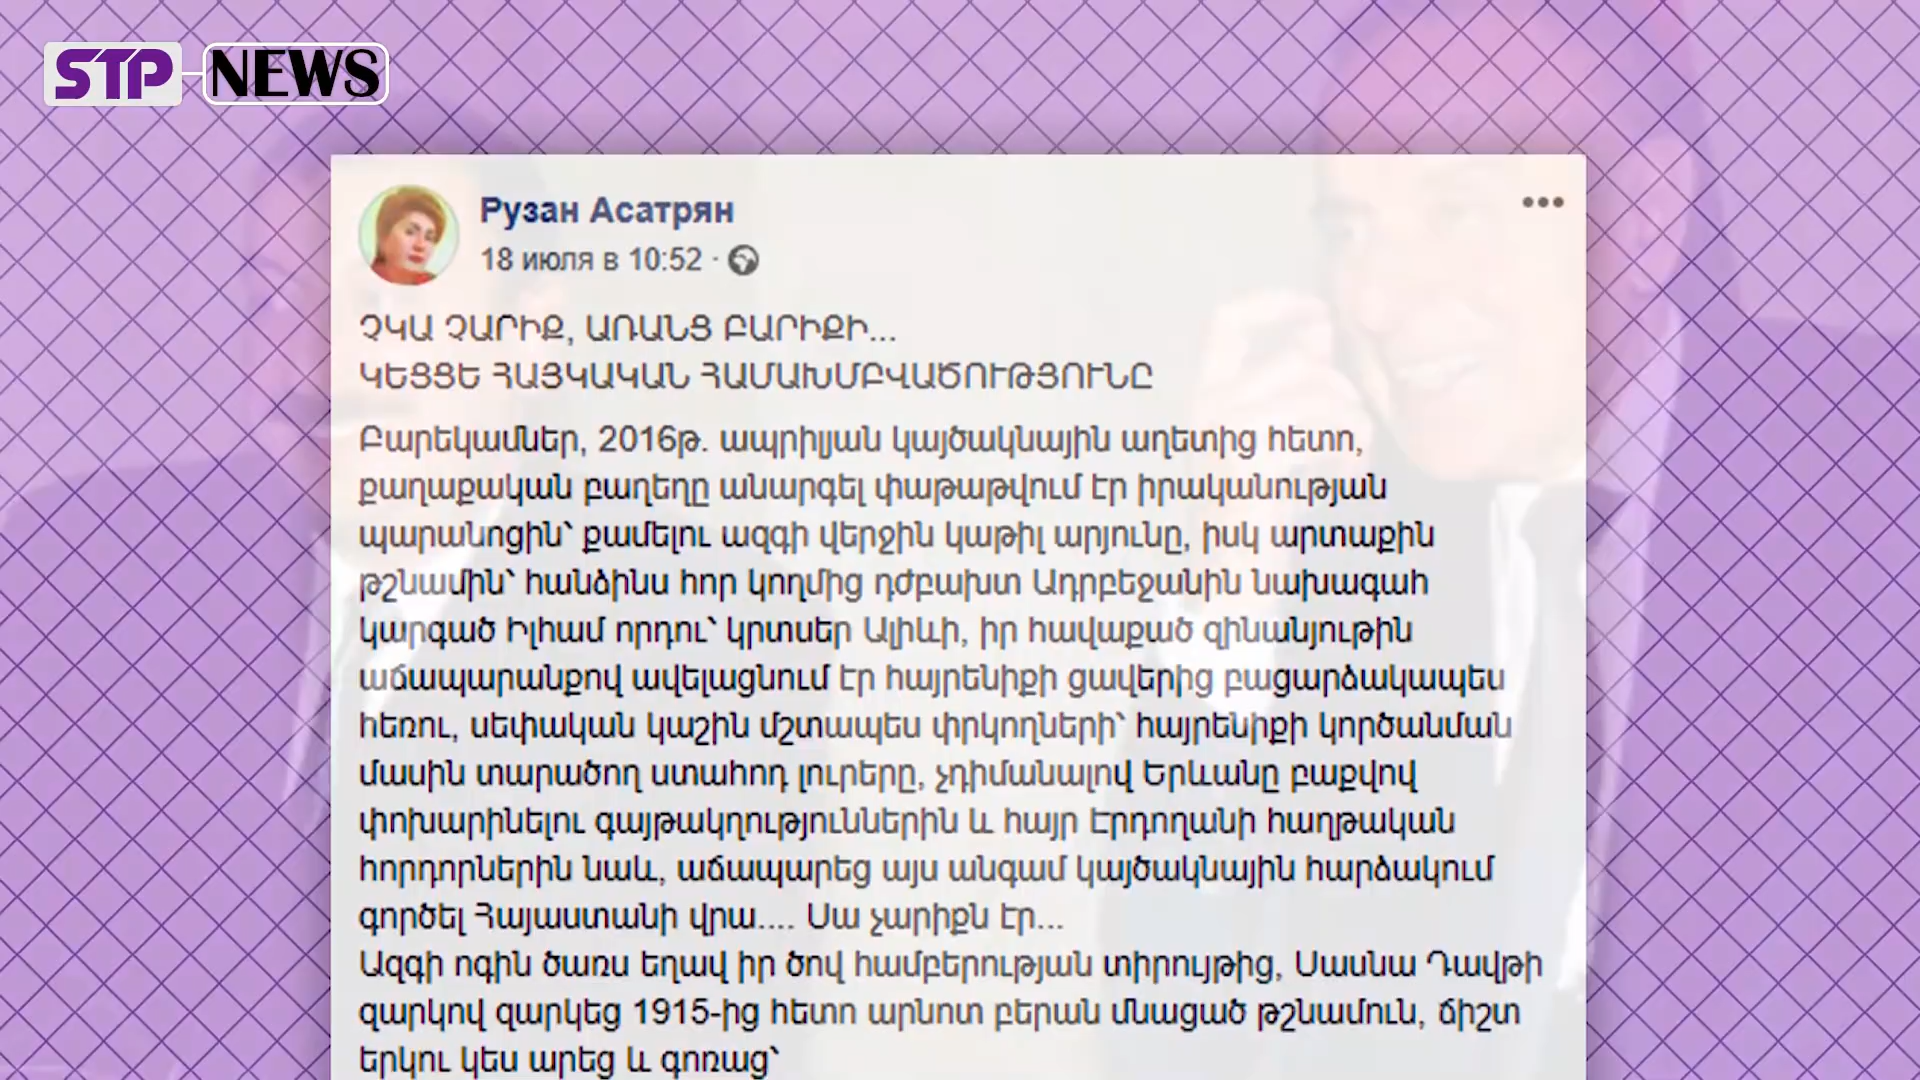 STP NEWS
Рузан Асатрян
18 июля в 10:52 ·
ՉԿԱ ՉԱՐԻՔ, ԱՌԱՆՑ ԲԱՐԻՔԻ...
ԿԵՑՑԵ ՀԱՅԿԱԿԱՆ ՀԱՄԱԽՄԲՎԱԾՈՒԹՅՈՒՆԸ
Բարեկամներ, 2016թ. ապրիլյան կայծակնային աղետից հետո,
քաղաքական բաղեղը անարգել փաթաթվում էր իրականության
պարանոցին՝ քամելու ազգի վերջին կաթիլ արյունը, իսկ արտաքին
թշնամին՝ հանձինս հոր կողմից դժբախտ Ադրբեջանին նախագահ
կարգած Իլհամ որդու՝ կրտսեր Ալիևի, իր հավաքած զինանյութին
աճապարանքով ավելացնում էր հայրենիքի ցավերից բացարձակապես
հեռու, սեփական կաշին մշտապես փրկողների՝ հայրենիքի կործանման
մասին տարածող ստահոդ լուրերը, չդիմանալով Երևանը բաքվով
փոխարինելու գայթակղություններին և հայր Էրդողանի հաղթական
հորդորներին նաև, աճապարեց այս անգամ կայծակնային հարձակում
գործել Հայաստանի վրա.... Սա չարիքն էր...
Ազգի ոգին ծառս եղավ իր ծով համբերության տիրույթից, Սասնա Դավթի
զարկով զարկեց 1915-ից հետո արնոտ բերան մնացած թշնամուն, ճիշտ
երկու կես արեց և գոռաց՝